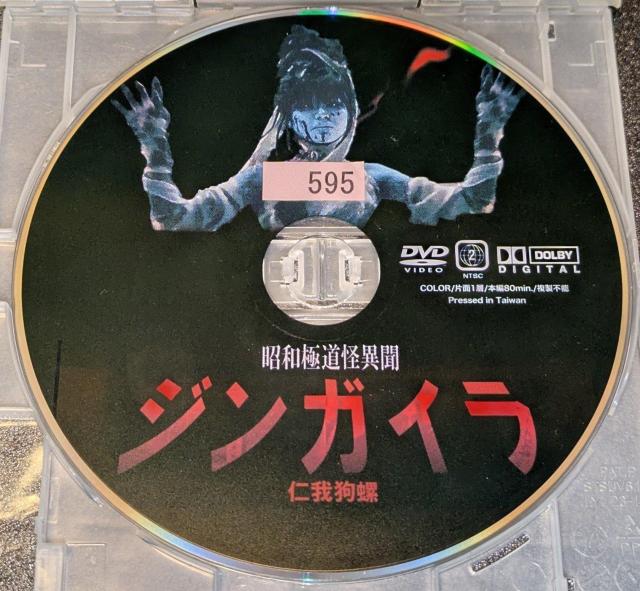 595
DVD
VIDEO
2
NTSC
DOLBY
DIGITAL
COLOR/片面1層/本編80min./複製不能
Pressed in Taiwan
昭和極道怪異聞
ジンガイラ
仁我狗螺